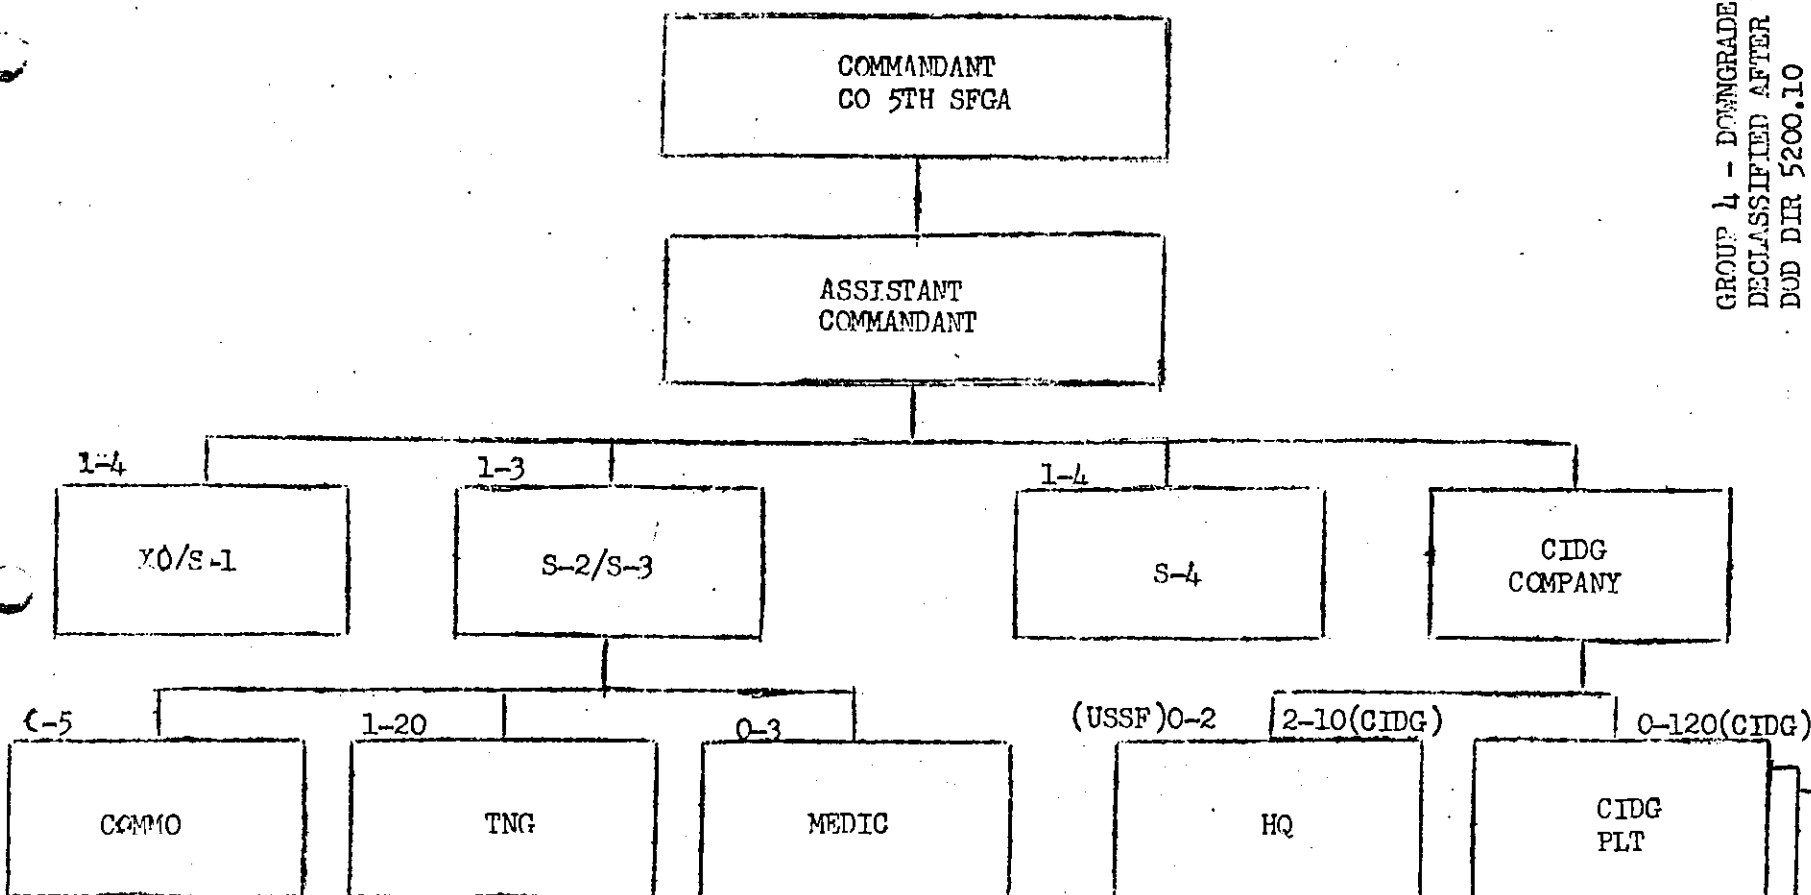 COMMANDANT
CO 5TH SFGA
GROUP 4 - DOWNGRADE
DECLASSIFIED AFTER
DOD DIR 5200.10
ASSISTANT
COMMANDANT
1-4
1-3
1-4
XO/S-1
S-2/S-3
S-4
CIDG
COMPANY
-5
1-20
0-3
(USSF)0-2
2-10(CIDG)
0-120(CIDG)
COMMO
TNG
MEDIC
HQ
CIDG
PLT